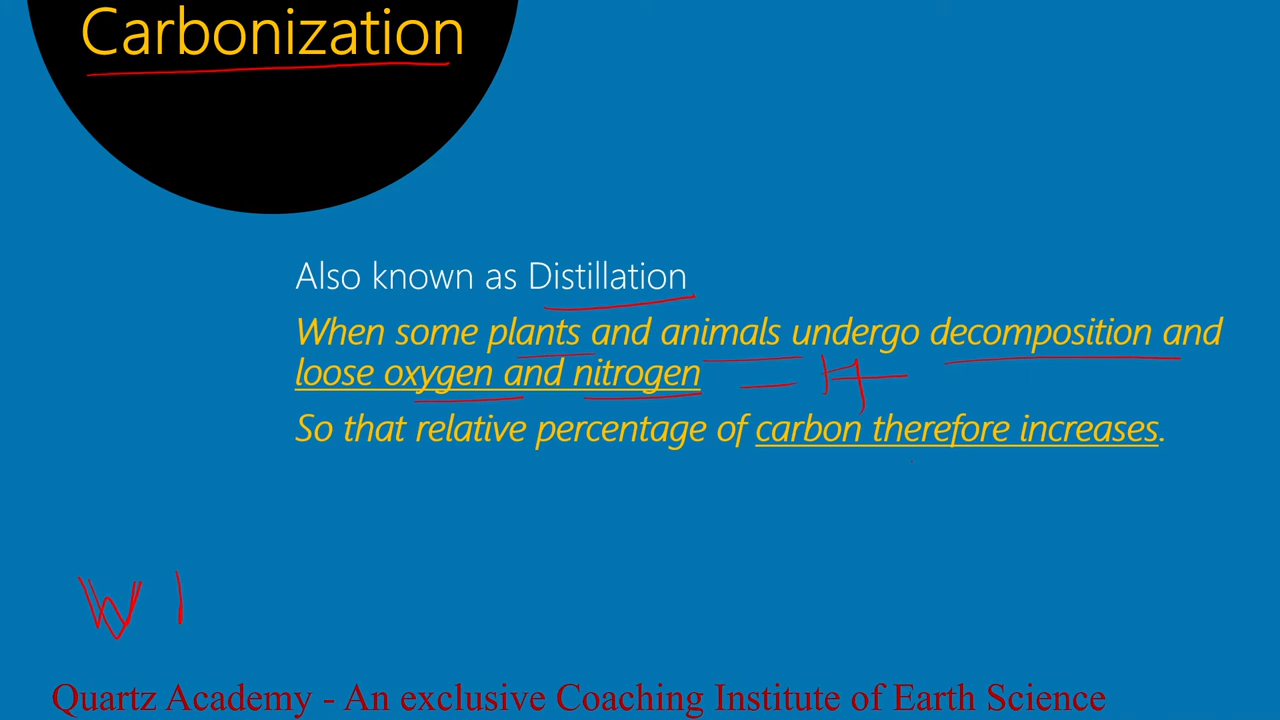 Carbonization
Also known as Distillation
When some plants and animals undergo decomposition and
loose oxygen and nitrogen
So that relative percentage of carbon therefore increases.
Quartz Academy - An exclusive Coaching Institute of Earth Science